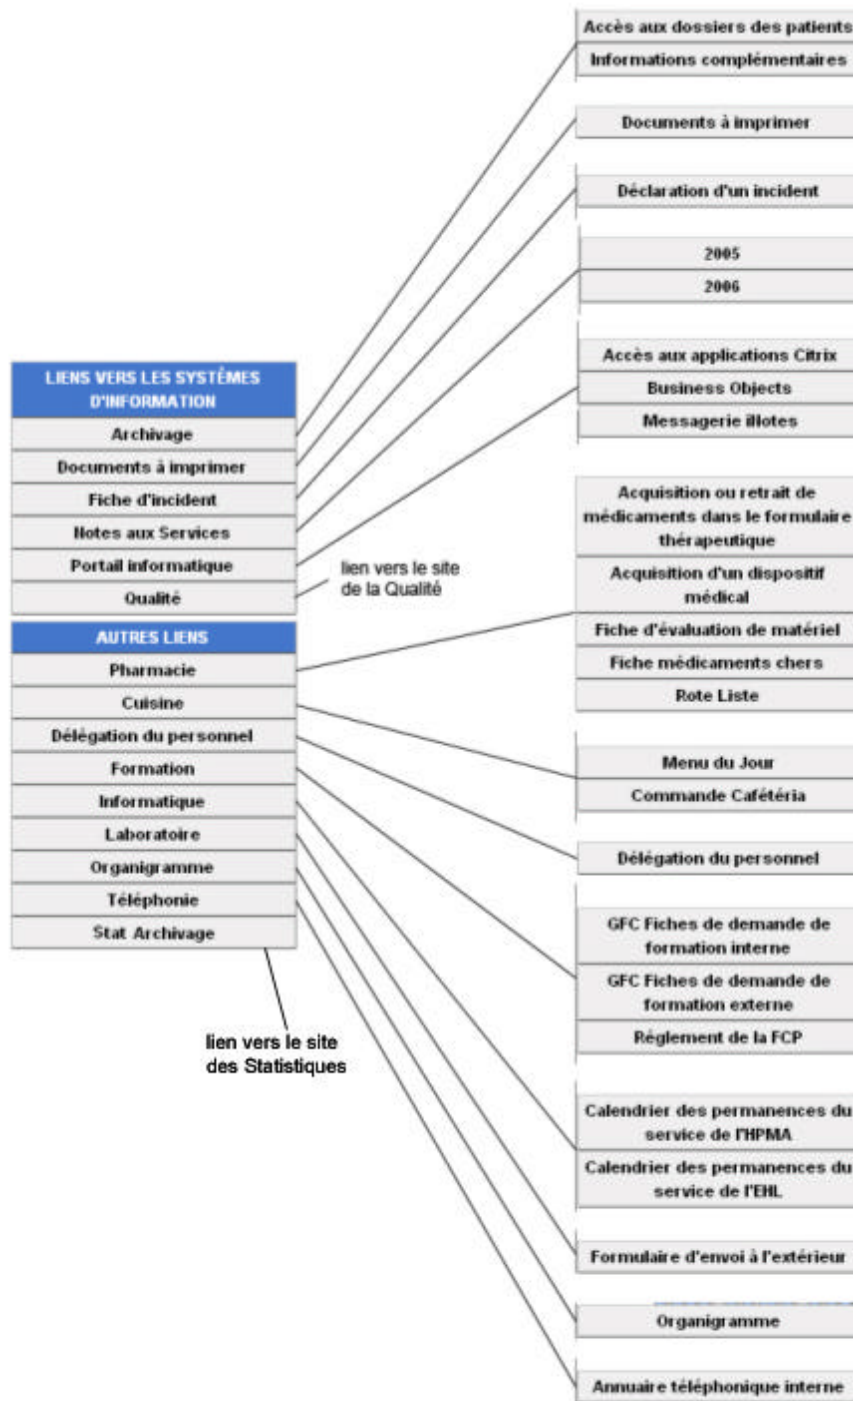 Accès aux dossiers des patients
Informations complémentaires
Documents à imprimer
Déclaration d'un incident
2005
2006
Accès aux applications Citrix
Business Objects
Messagerie iNotes
LIENS VERS LES SYSTÈMES
D'INFORMATION
Archivage
Documents à imprimer
Fiche d'incident
Notes aux Services
Portail informatique
Qualité
lien vers le site
de la Qualité
AUTRES LIENS
Pharmacie
Cuisine
Délégation du personnel
Formation
Informatique
Laboratoire
Organigramme
Téléphonie
Stat Archivage
lien vers le site
des Statistiques
Acquisition ou retrait de
médicaments dans le formulaire
thérapeutique
Acquisition d'un dispositif
médical
Fiche d'évaluation de matériel
Fiche médicaments chers
Rote Liste
Menu du Jour
Commande Cafétéria
Délégation du personnel
GFC Fiches de demande de
formation interne
GFC Fiches de demande de
formation externe
Réglement de la FCP
Calendrier des permanences du
service de l'HPMA
Calendrier des permanences du
service de l'EHL
Formulaire d'envoi à l'extérieur
Organigramme
Annuaire téléphonique interne